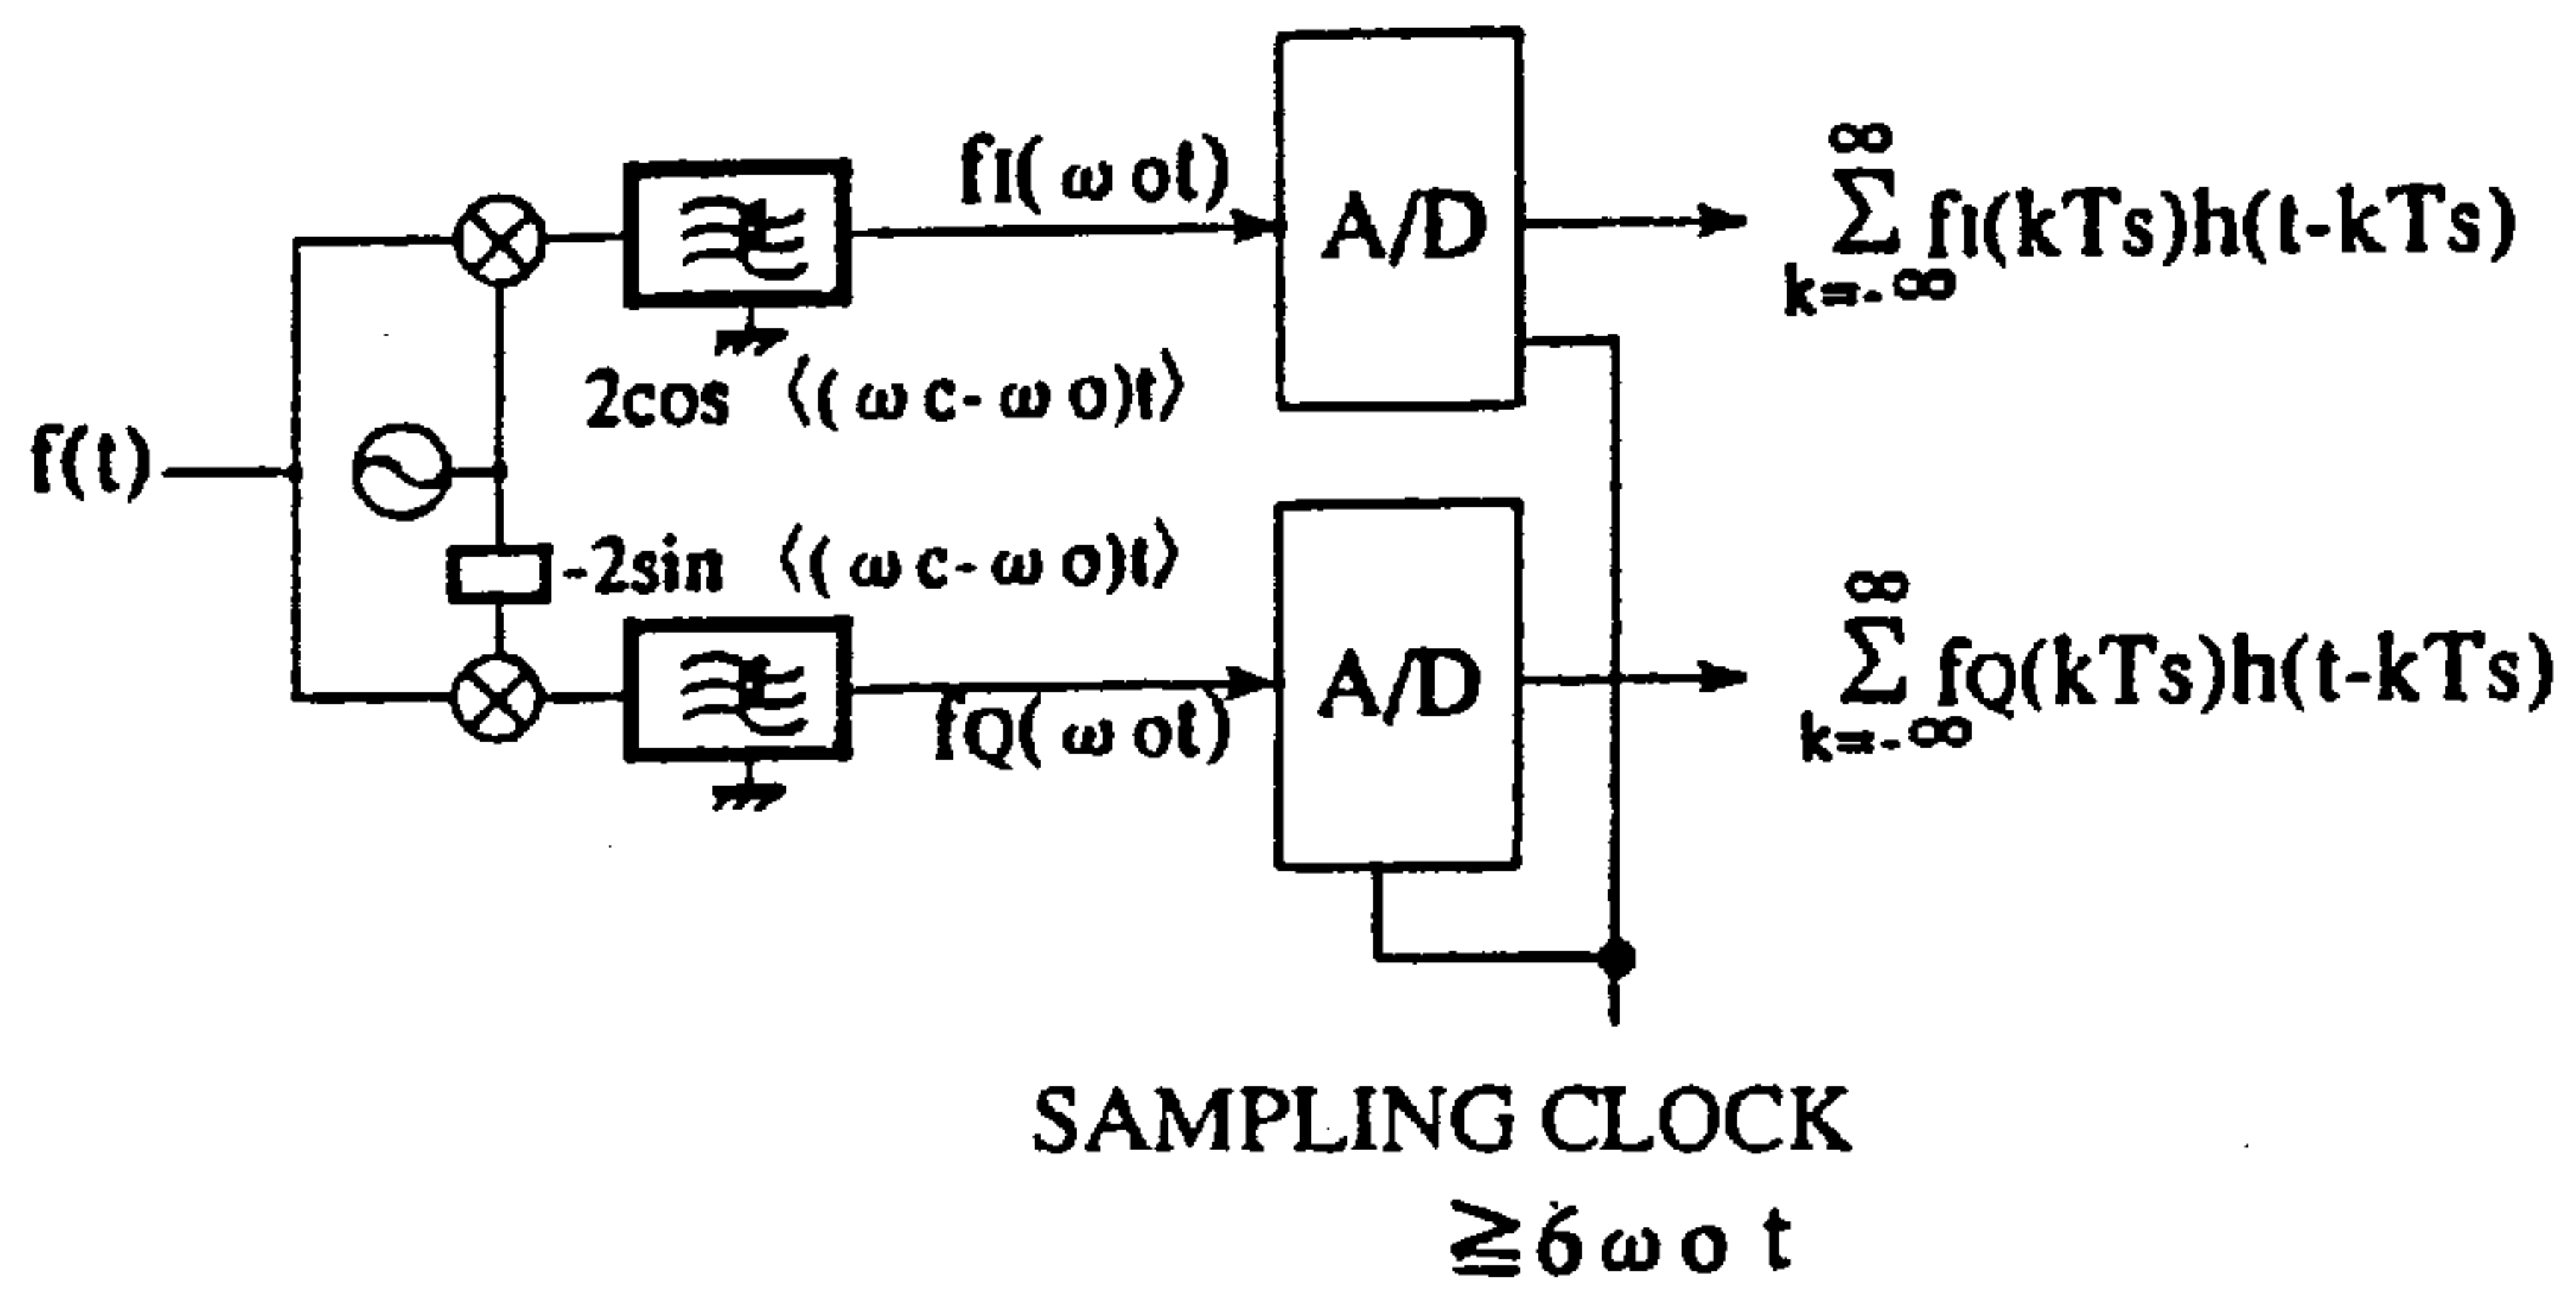 fI(ωot)
A/D
∞
Σ fI(kTs)h(t-kTs)
k=-∞
2cos 〈(ωc-ωo)t〉
f(t)
-2sin 〈(ωc-ωo)t〉
fQ(ωot)
A/D
∞
Σ fQ(kTs)h(t-kTs)
k=-∞
SAMPLING CLOCK
≧6ωot